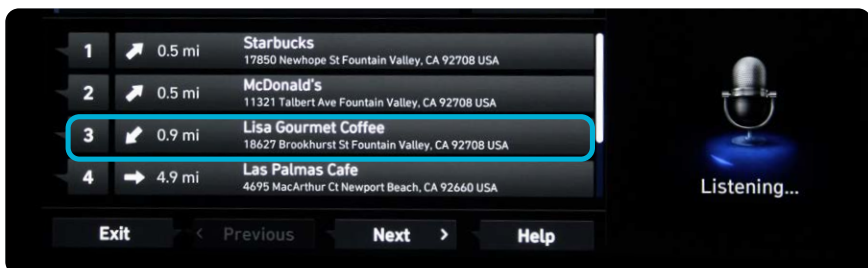 1 0.5 mi Starbucks
17850 Newhope St Fountain Valley, CA 92708 USA
2 0.5 mi McDonald's
11321 Talbert Ave Fountain Valley, CA 92708 USA
3 0.9 mi Lisa Gourmet Coffee
18627 Brookhurst St Fountain Valley, CA 92708 USA
4 4.9 mi Las Palmas Cafe
4695 MacArthur Ct Newport Beach, CA 92660 USA
Listening...
Exit < Previous Next > Help